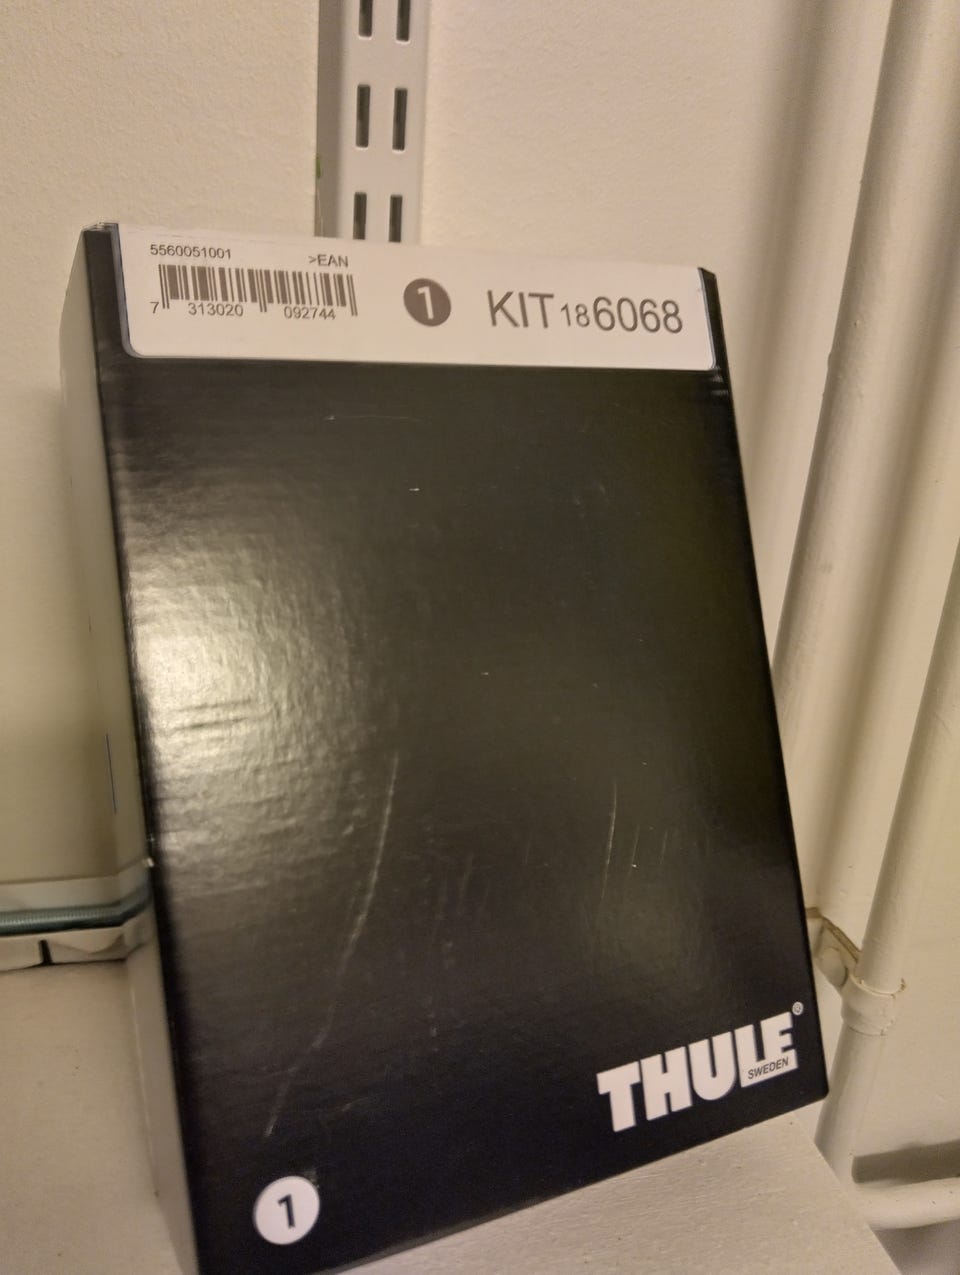 5560051001 >EAN
7 313020 092744
1 KIT 186068
THULE®
SWEDEN
1